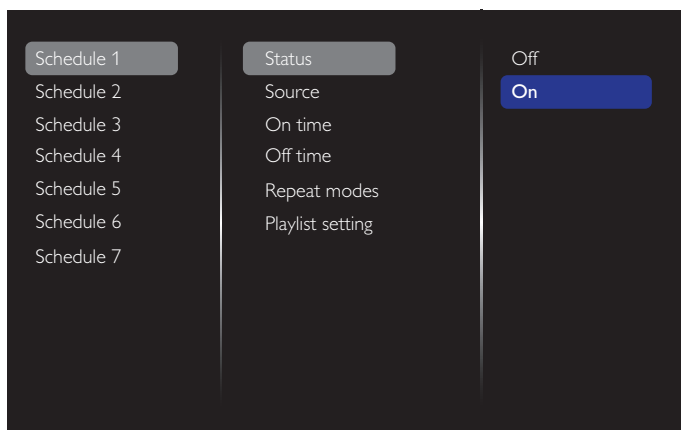 Schedule 1
Schedule 2
Schedule 3
Schedule 4
Schedule 5
Schedule 6
Schedule 7
Status
Source
On time
Off time
Repeat modes
Playlist setting
Off
On